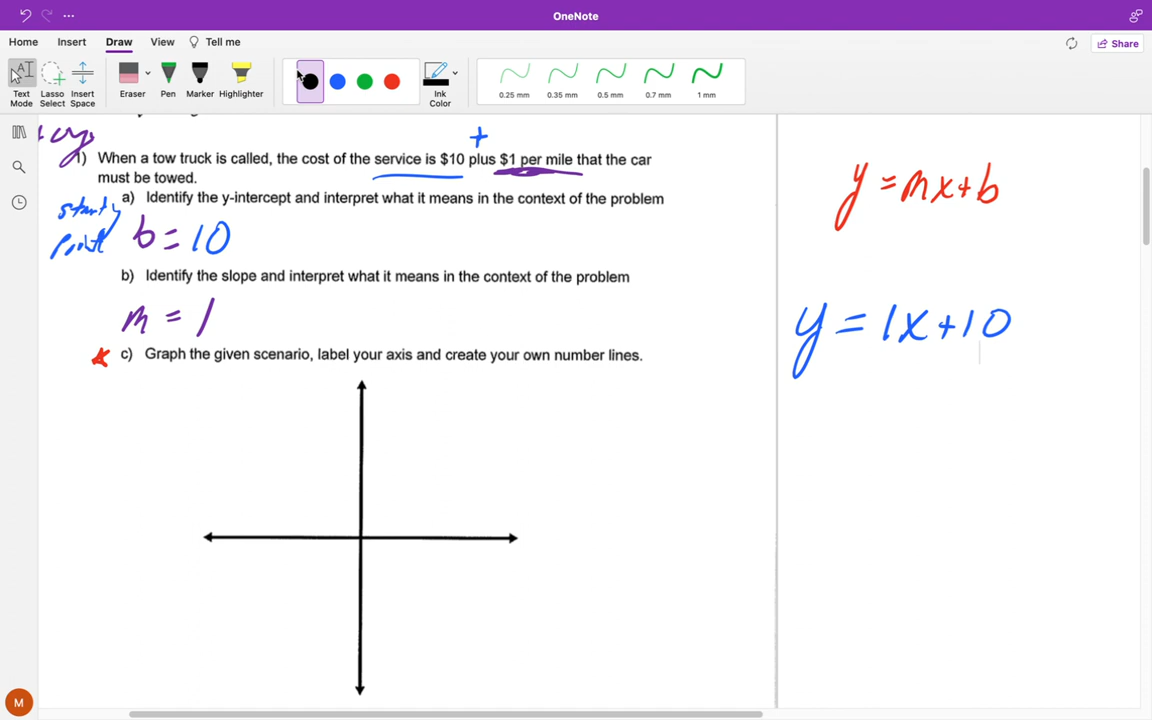 OneNote
Home Insert Draw View Tell me
Share
Text Mode
Lasso Select
Insert Space
Eraser
Pen
Marker
Highlighter
Ink Color
0.25 mm
0.35 mm
0.5 mm
0.7 mm
1 mm
+
1) When a tow truck is called, the cost of the service is $10 plus $1 per mile that the car
must be towed.
a) Identify the y-intercept and interpret what it means in the context of the problem
point b = 10
b) Identify the slope and interpret what it means in the context of the problem
m = 1
c) Graph the given scenario, label your axis and create your own number lines.
y = mx + b
y = 1x + 10
M